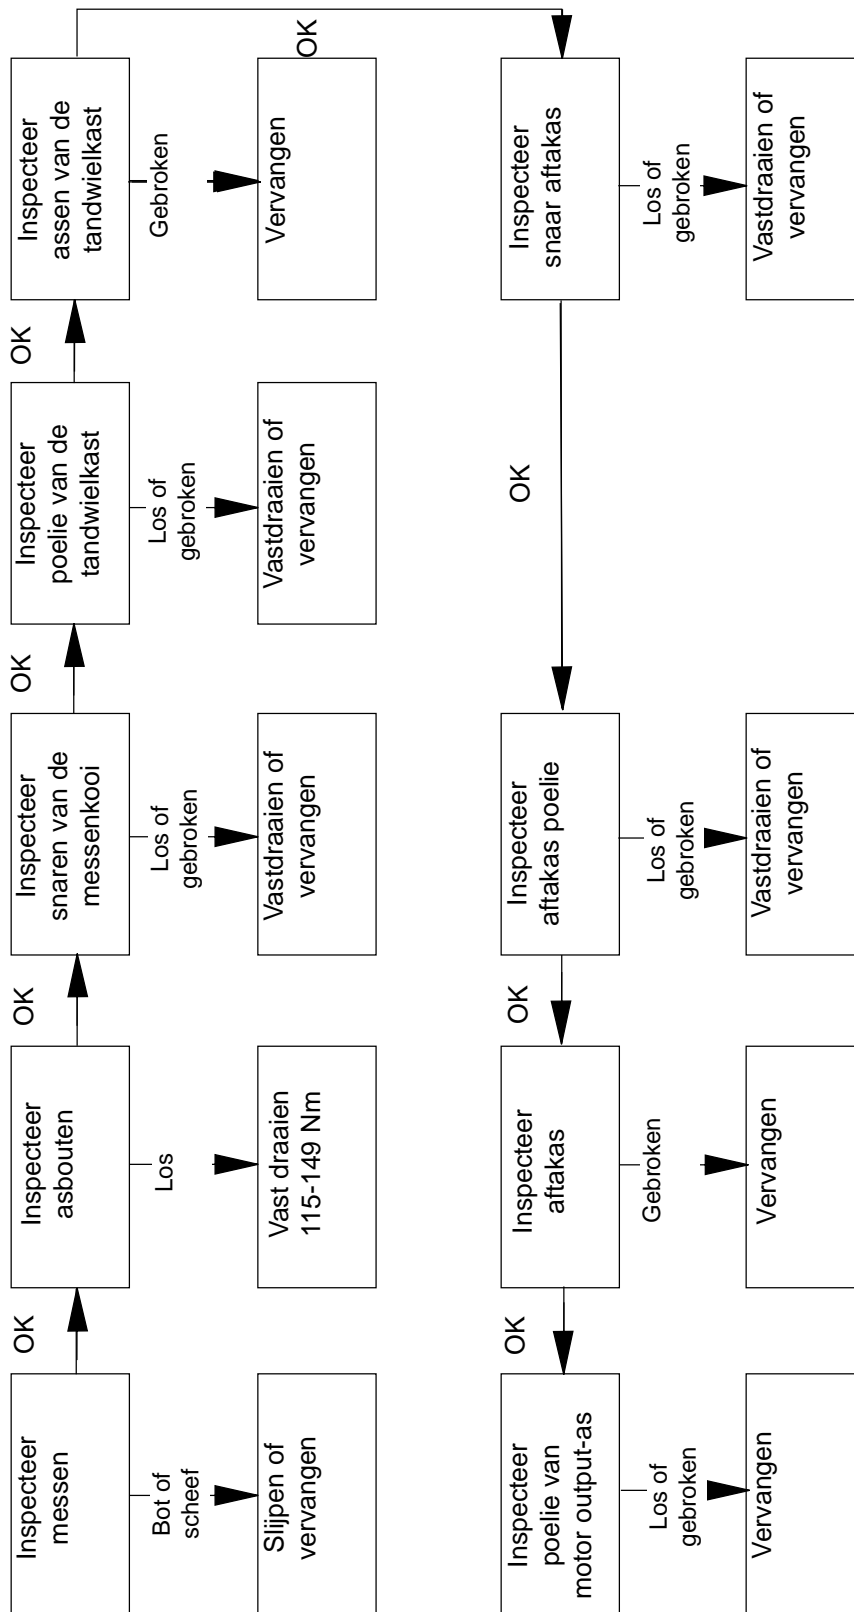 Inspecteer
messen
OK
Inspecteer
asbouten
OK
Inspecteer
snaren van de
messenkooi
OK
Inspecteer
poelie van de
tandwielkast
OK
Inspecteer
assen van de
tandwielkast
OK
Bot of
scheef
Los
Los of
gebroken
Los of
gebroken
Gebroken
Slijpen of
vervangen
Vast draaien
115-149 Nm
Vastdraaien of
vervangen
Vastdraaien of
vervangen
Vervangen
Inspecteer
poelie van
motor output-as
OK
Inspecteer
aftakas
OK
Inspecteer
aftakas poelie
OK
Inspecteer
snaar aftakas
Los of
gebroken
Gebroken
Los of
gebroken
Los of
gebroken
Vervangen
Vervangen
Vastdraaien of
vervangen
Vastdraaien of
vervangen